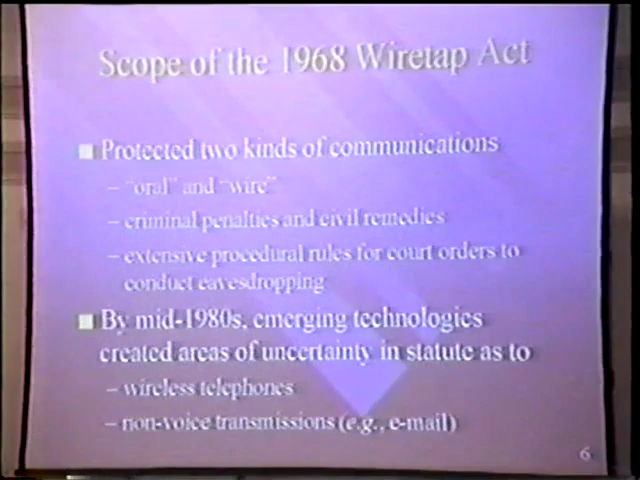 Scope of the 1968 Wiretap Act
■ Protected two kinds of communications
– "oral" and "wire"
– criminal penalties and civil remedies
– extensive procedural rules for court orders to
conduct eavesdropping
■ By mid-1980s, emerging technologies
created areas of uncertainty in statute as to
– wireless telephones
– non-voice transmissions (e.g., e-mail)
6